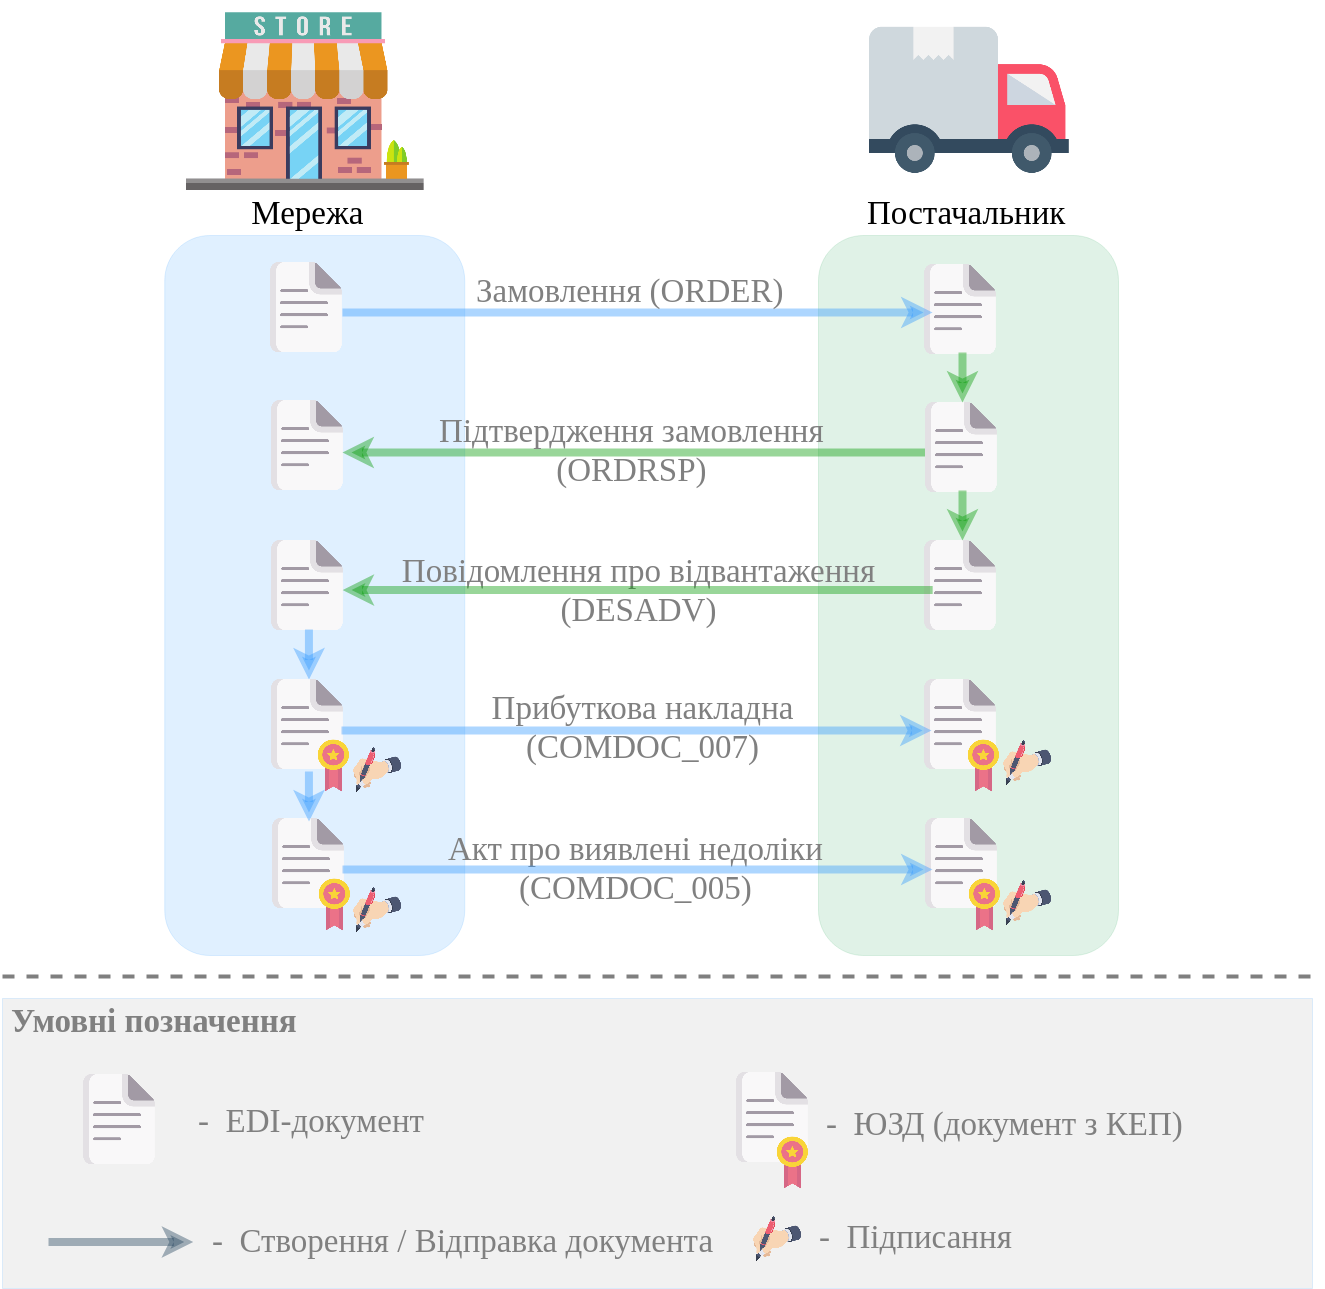 STORE
Мережа
Постачальник
Замовлення (ORDER)
Підтвердження замовлення
(ORDRSP)
Повідомлення про відвантаження
(DESADV)
Прибуткова накладна
(COMDOC_007)
Акт про виявлені недоліки
(COMDOC_005)
Умовні позначення
- EDI-документ
- ЮЗД (документ з КЕП)
- Створення / Відправка документа
- Підписання